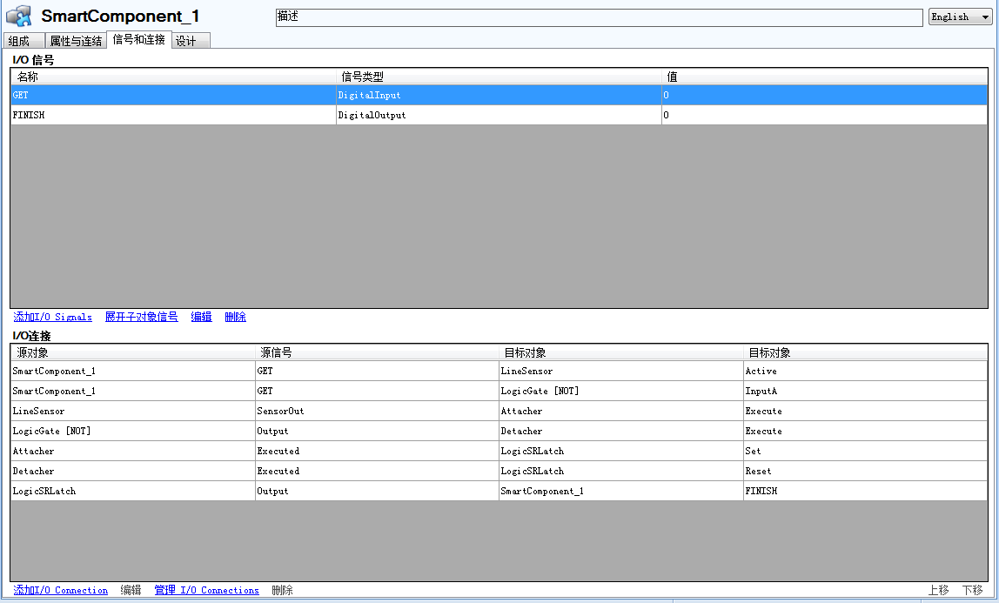 SmartComponent_1 描述 English
组成 属性与连结 信号和连接 设计
I/O 信号
名称 信号类型 值
GET DigitalInput 0
FINISH DigitalOutput 0
添加I/O Signals 展开子对象信号 编辑 删除
I/O连接
源对象 源信号 目标对象 目标对象
SmartComponent_1 GET LineSensor Active
SmartComponent_1 GET LogicGate [NOT] InputA
LineSensor SensorOut Attacher Execute
LogicGate [NOT] Output Detacher Execute
Attacher Executed LogicSRLatch Set
Detacher Executed LogicSRLatch Reset
LogicSRLatch Output SmartComponent_1 FINISH
添加I/O Connection 编辑 管理 I/O Connections 删除 上移 下移